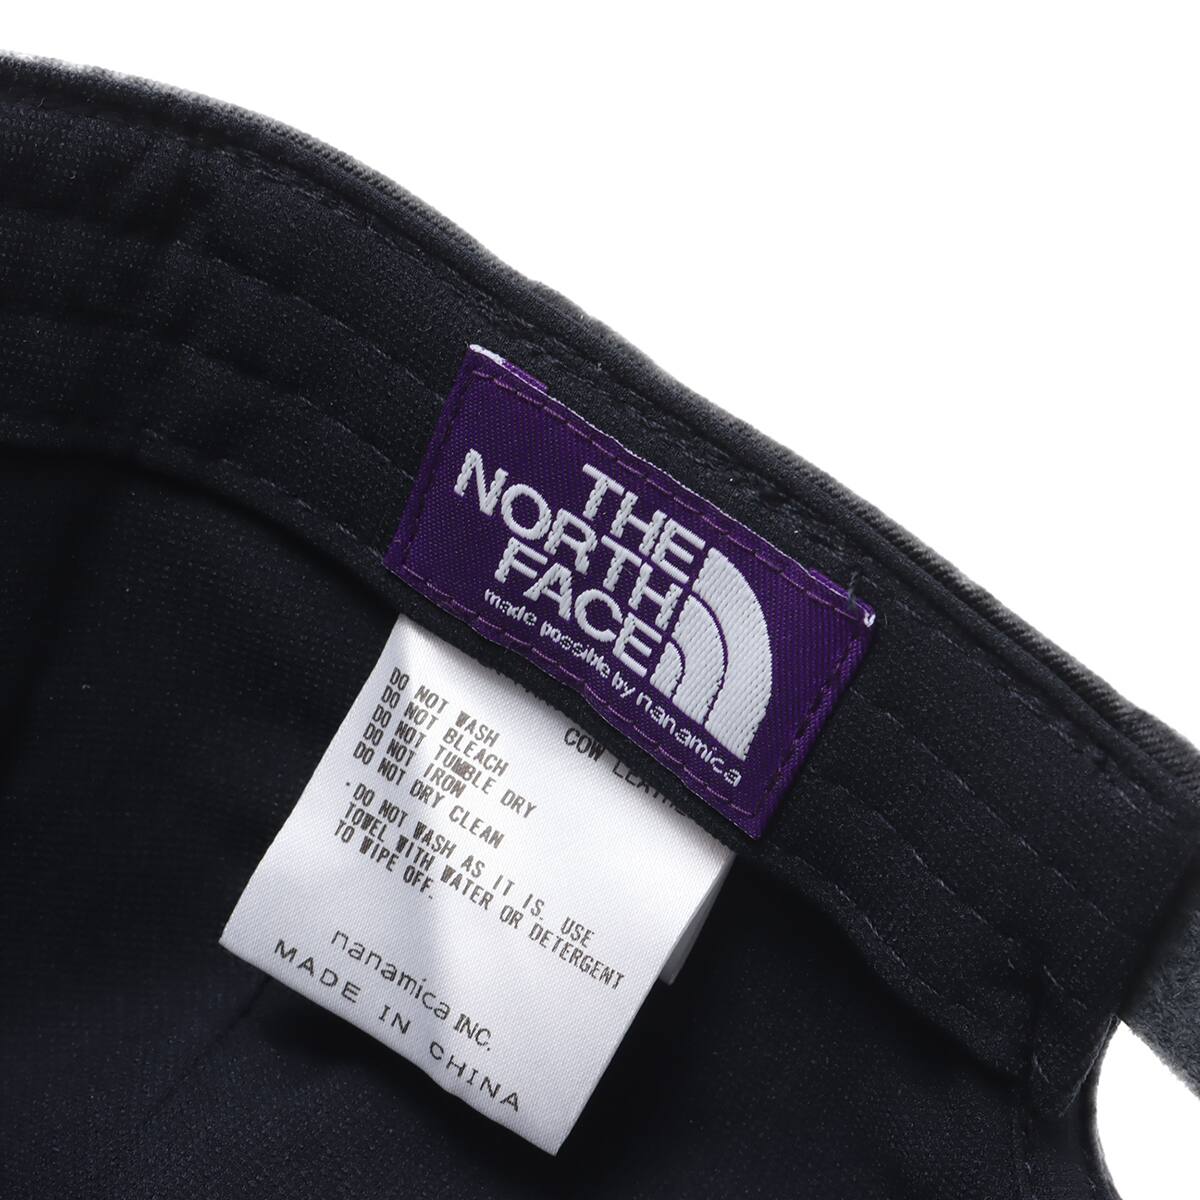 THE
NORTH
FACE
made possible by nanamica
COW
DO NOT WASH
DO NOT BLEACH
DO NOT TUMBLE DRY
DO NOT IRON
DO NOT DRY CLEAN
・DO NOT WASH AS IT IS. USE
TOWEL WITH WATER OR DETERGENT
TO WIPE OFF.
nanamica INC.
MADE IN CHINA